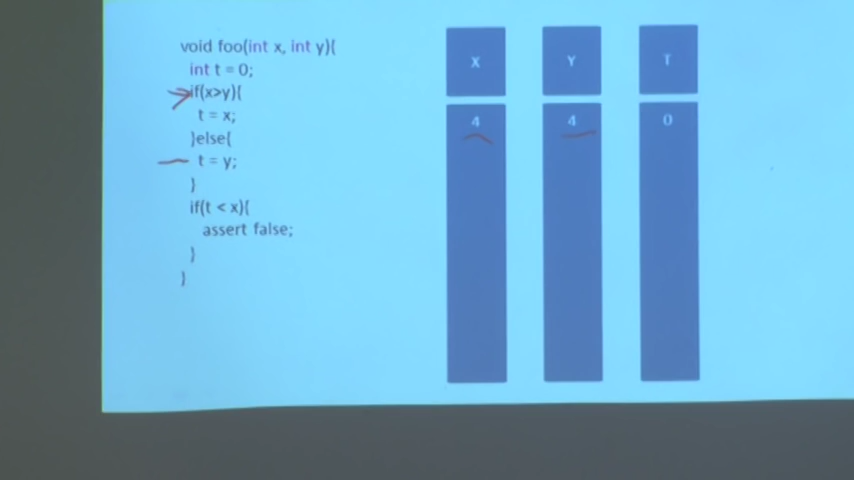 void foo(int x, int y){
int t = 0;
if(x>y){
t = x;
}else{
t = y;
}
if(t < x){
assert false;
}
}
X Y T
4 4 0